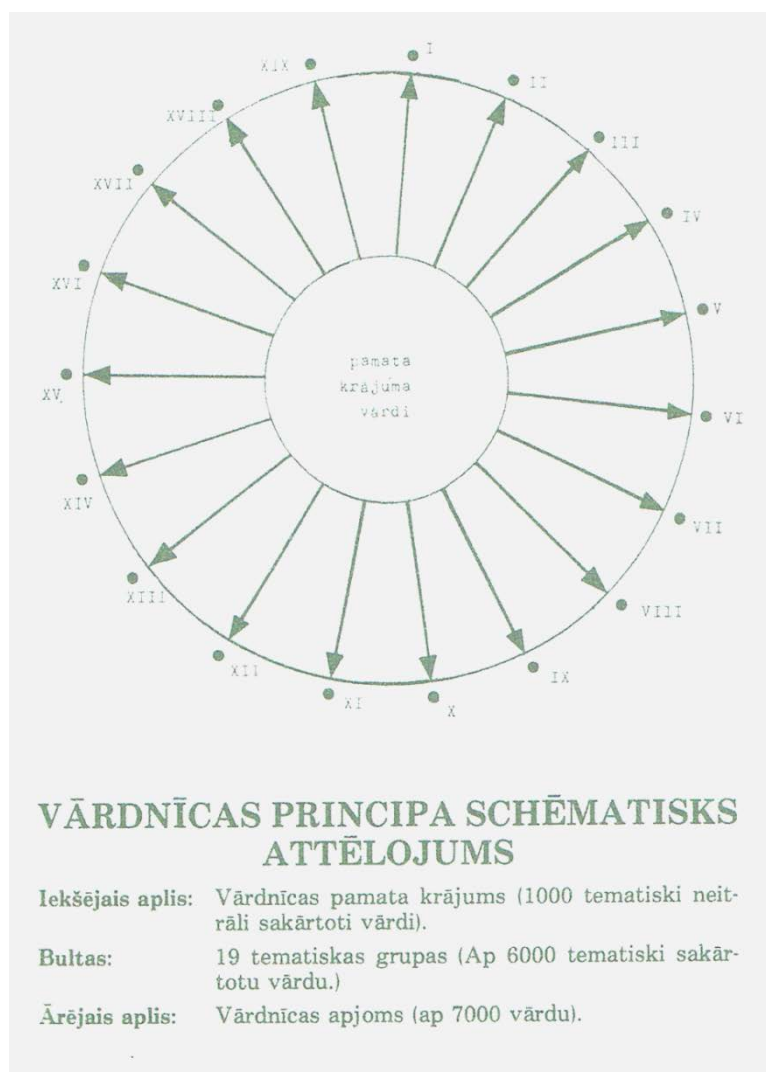 I
II
III
IV
V
VI
VII
VIII
IX
X
XI
XII
XIII
XIV
XV
XVI
XVII
XVIII
XIX
pamata
krājuma
vārdi
VĀRDNĪCAS PRINCIPA SCHĒMATISKS
ATTĒLOJUMS
Iekšējais aplis: Vārdnīcas pamata krājums (1000 tematiski neit-
rāli sakārtoti vārdi).
Bultas: 19 tematiskas grupas (Ap 6000 tematiski sakār-
totu vārdu.)
Ārējais aplis: Vārdnīcas apjoms (ap 7000 vārdu).